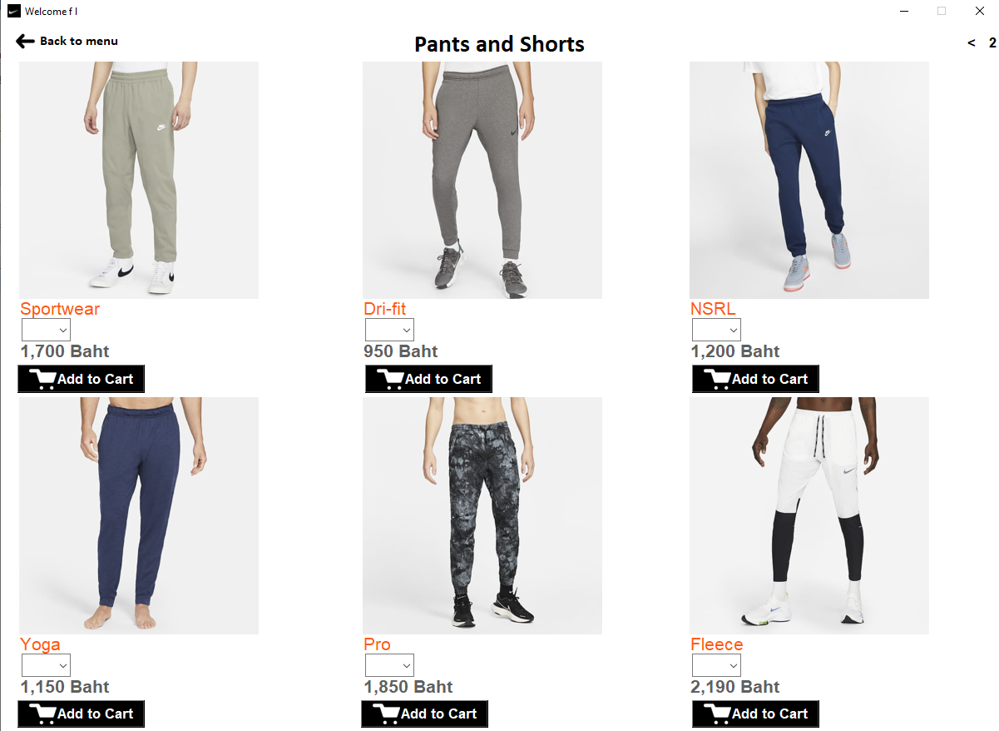 Welcome f l
Back to menu
Pants and Shorts
< 2
Sportwear
Dri-fit
NSRL
1,700 Baht
950 Baht
1,200 Baht
Add to Cart
Add to Cart
Add to Cart
Yoga
Pro
Fleece
1,150 Baht
1,850 Baht
2,190 Baht
Add to Cart
Add to Cart
Add to Cart